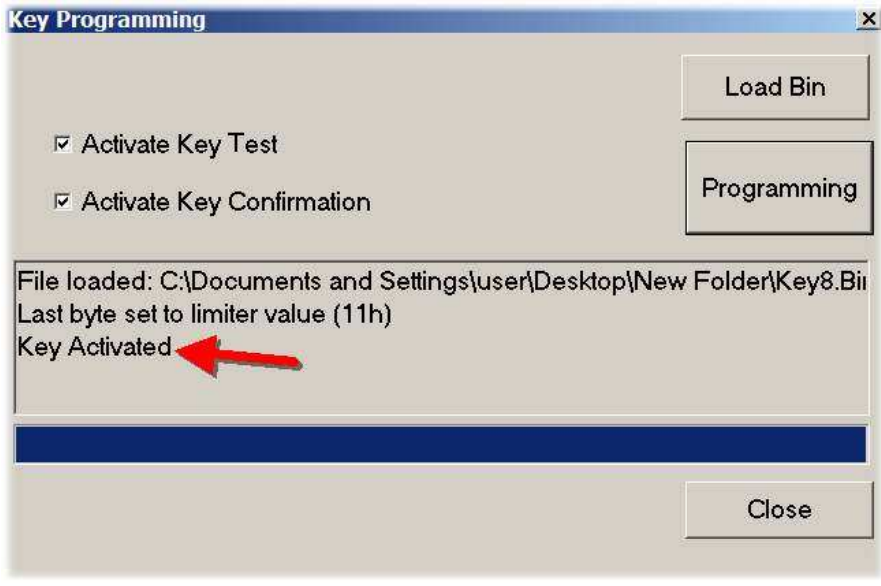 Key Programming
Load Bin
Activate Key Test
Programming
Activate Key Confirmation
File loaded: C:\Documents and Settings\user\Desktop\New Folder\Key8.Bi
Last byte set to limiter value (11h)
Key Activated
Close